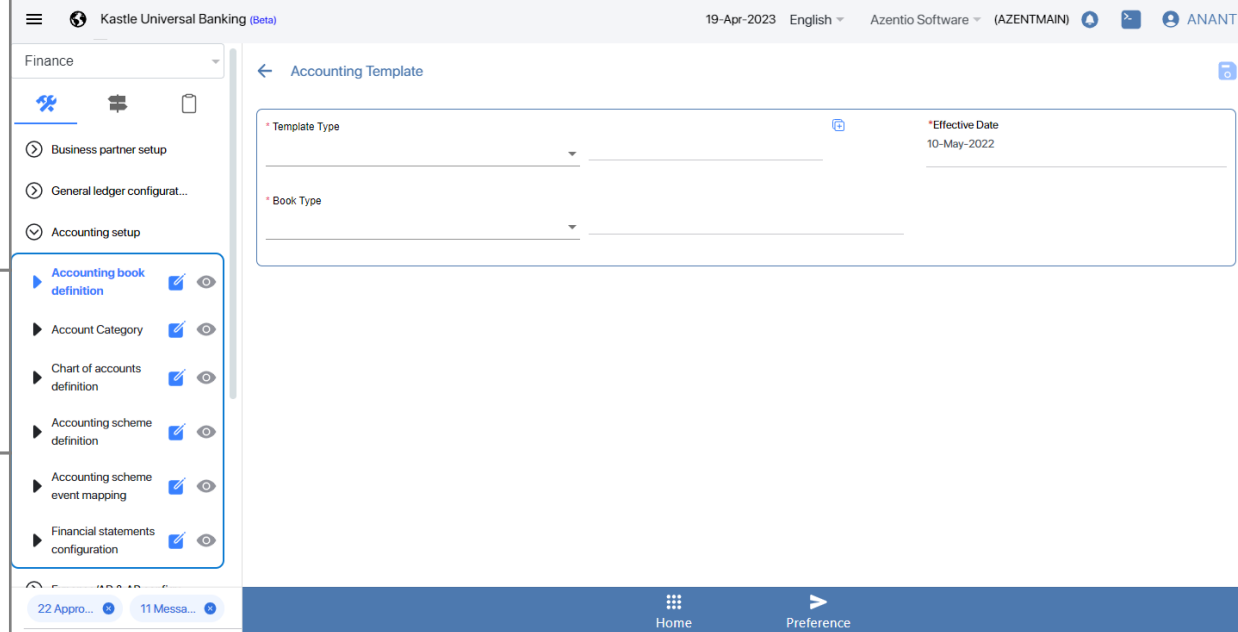 Kastle Universal Banking (Beta)
19-Apr-2023 English Azentio Software (AZENTMAIN) ANANT
Finance
Accounting Template
* Template Type
*Effective Date
10-May-2022
* Book Type
Business partner setup
General ledger configurat...
Accounting setup
Accounting book
definition
Account Category
Chart of accounts
definition
Accounting scheme
definition
Accounting scheme
event mapping
Financial statements
configuration
22 Appro...
11 Messa...
Home
Preference